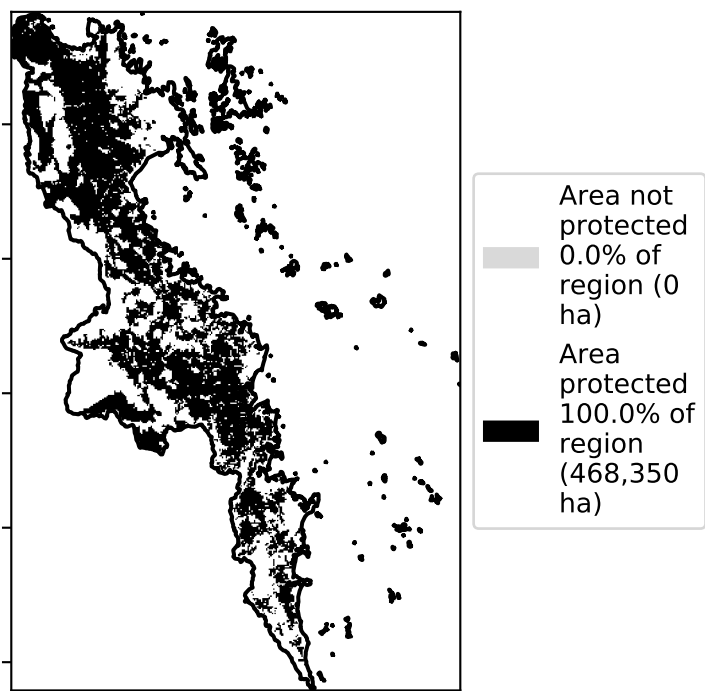 Area not
protected
0.0% of
region (0
ha)
Area
protected
100.0% of
region
(468,350
ha)